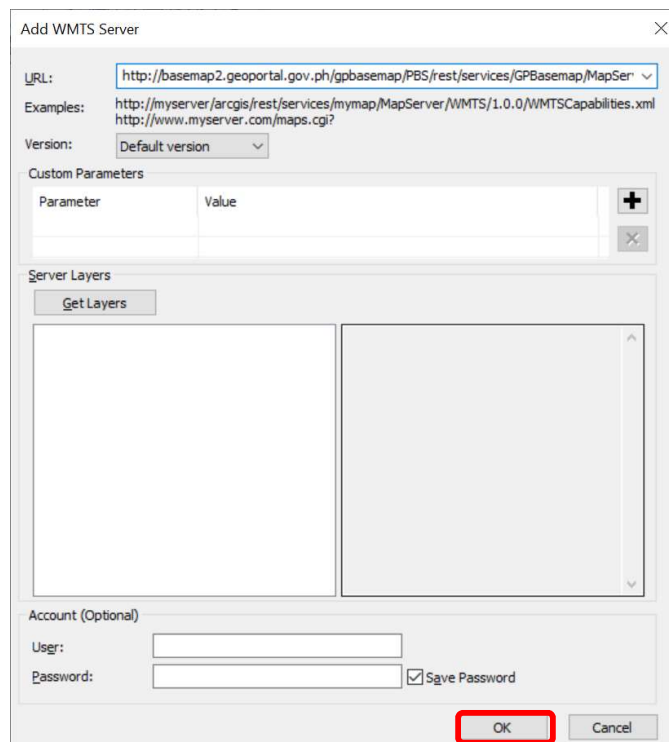 Add WMTS Server
URL: http://basemap2.geoportal.gov.ph/gpbasemap/PBS/rest/services/GPBasemap/MapSer
Examples: http://myserver/arcgis/rest/services/mymap/MapServer/WMTS/1.0.0/WMTSCapabilities.xml
http://www.myserver.com/maps.cgi?
Version: Default version
Custom Parameters
Parameter Value
Server Layers
Get Layers
Account (Optional)
User:
Password: Save Password
OK Cancel